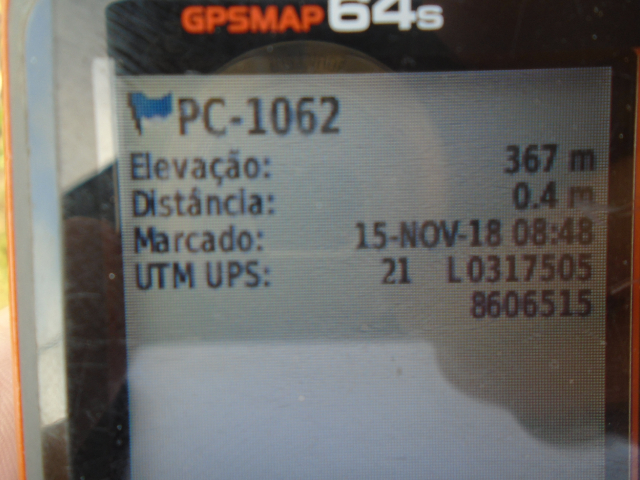 GPSMAP 64s
PC-1062
Elevação: 367 m
Distância: 0.4 m
Marcado: 15-NOV-18 08:48
UTM UPS: 21 L 0317505
8606515